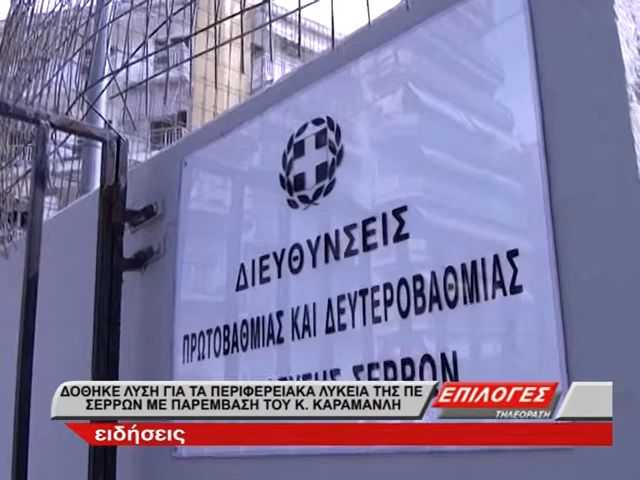 ΔΙΕΥΘΥΝΣΕΙΣ
ΠΡΩΤΟΒΑΘΜΙΑΣ ΚΑΙ ΔΕΥΤΕΡΟΒΑΘΜΙΑΣ
ΣΕΡΡΩΝ
ΔΟΘΗΚΕ ΛΥΣΗ ΓΙΑ ΤΑ ΠΕΡΙΦΕΡΕΙΑΚΑ ΛΥΚΕΙΑ ΤΗΣ ΠΕ
ΣΕΡΡΩΝ ΜΕ ΠΑΡΕΜΒΑΣΗ ΤΟΥ Κ. ΚΑΡΑΜΑΝΛΗ
ΕΠΙΛΟΓΕΣ
ΤΗΛΕΟΡΑΣΗ
ειδήσεις